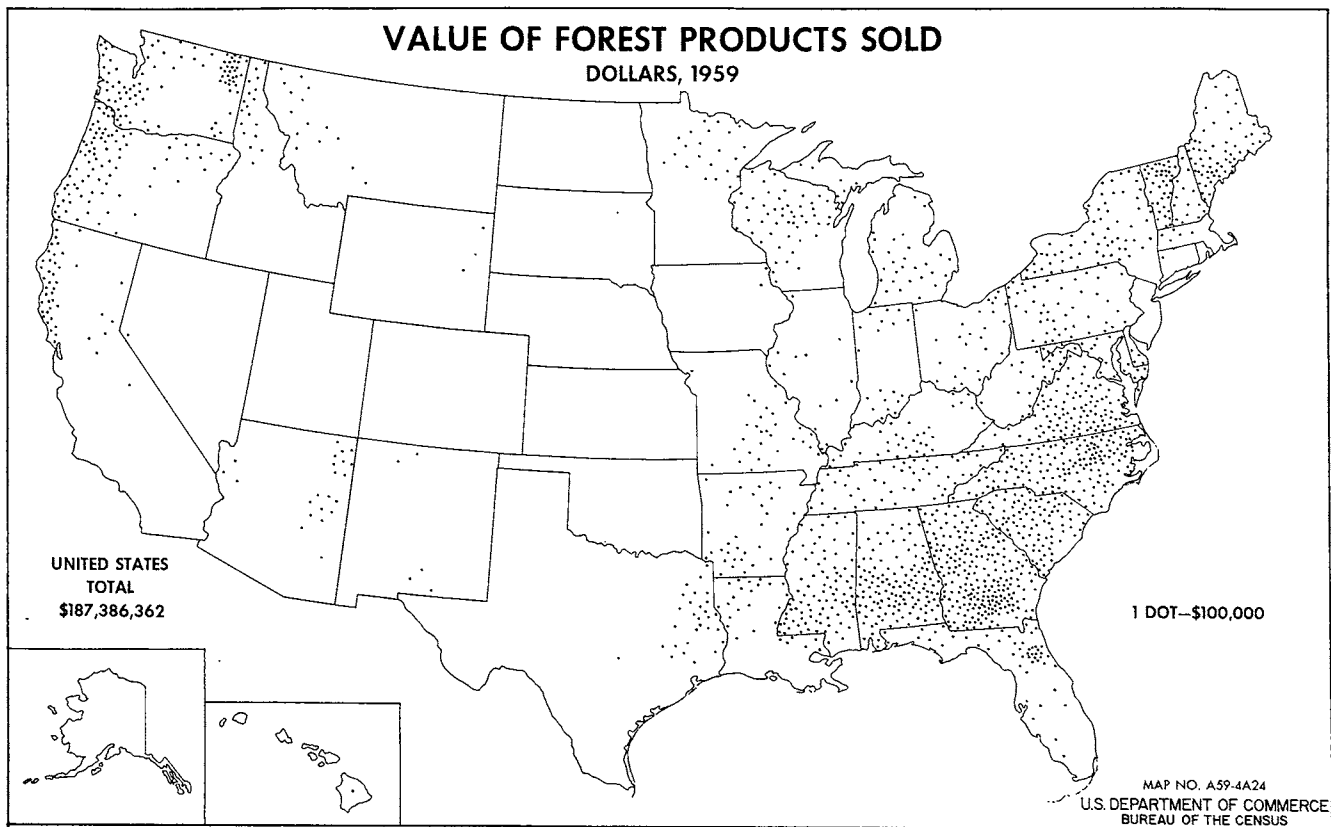 VALUE OF FOREST PRODUCTS SOLD
DOLLARS, 1959
UNITED STATES
TOTAL
$187,386,362
1 DOT—$100,000
MAP NO. A59-4A24
U.S. DEPARTMENT OF COMMERCE
BUREAU OF THE CENSUS